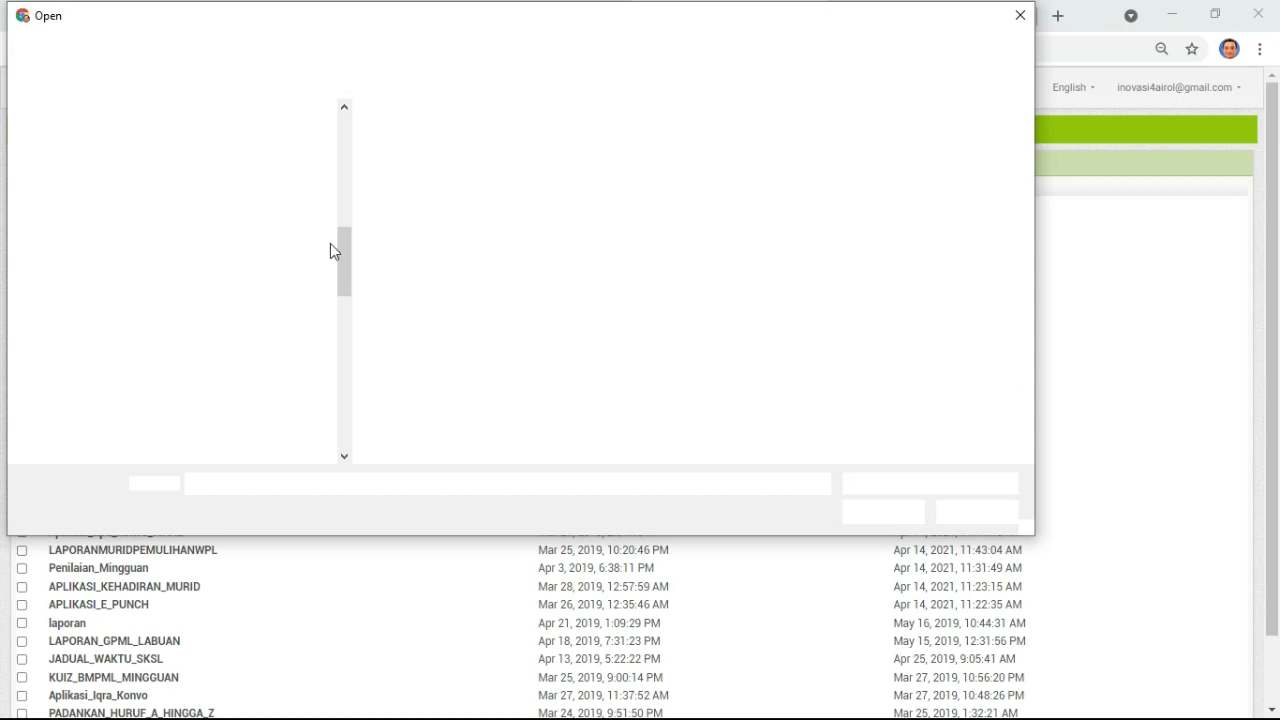 Open
English
inovasi4airol@gmail.com
LAPORANMURIDPEMULIHANWPL Mar 25, 2019, 10:20:46 PM Apr 14, 2021, 11:43:04 AM
Penilaian_Mingguan Apr 3, 2019, 6:38:11 PM Apr 14, 2021, 11:31:49 AM
APLIKASI_KEHADIRAN_MURID Mar 28, 2019, 12:57:59 AM Apr 14, 2021, 11:23:15 AM
APLIKASI_E_PUNCH Mar 26, 2019, 12:35:46 AM Apr 14, 2021, 11:22:35 AM
laporan Apr 21, 2019, 1:09:29 PM May 16, 2019, 10:44:31 AM
LAPORAN_GPML_LABUAN Apr 18, 2019, 7:31:23 PM May 15, 2019, 12:31:56 PM
JADUAL_WAKTU_SKSL Apr 13, 2019, 5:22:22 PM Apr 25, 2019, 9:05:41 AM
KUIZ_BMPML_MINGGUAN Mar 25, 2019, 9:00:14 PM Mar 27, 2019, 10:56:20 PM
Aplikasi_Iqra_Konvo Mar 27, 2019, 11:37:52 AM Mar 27, 2019, 10:48:26 PM
PADANKAN_HURUF_A_HINGGA_Z Mar 24, 2019, 9:51:50 PM Mar 25, 2019, 1:32:21 AM